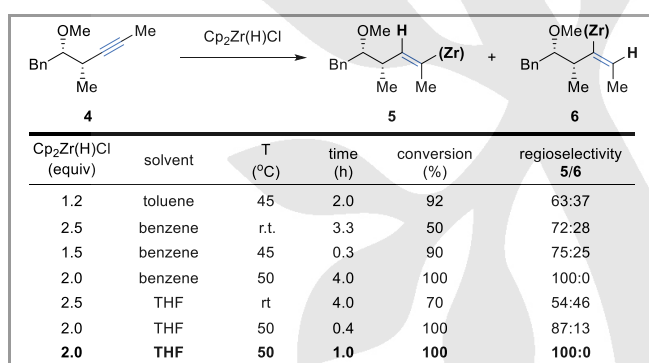 OMe
Me
Bn
Me
4
Cp2Zr(H)Cl
OMe H
(Zr)
Bn
Me Me
5
+
OMe(Zr)
H
Bn
Me Me
6
Cp2Zr(H)Cl (equiv) solvent T (oC) time (h) conversion (%) regioselectivity 5/6
1.2 toluene 45 2.0 92 63:37
2.5 benzene r.t. 3.3 50 72:28
1.5 benzene 45 0.3 90 75:25
2.0 benzene 50 4.0 100 100:0
2.5 THF rt 4.0 70 54:46
2.0 THF 50 0.4 100 87:13
2.0 THF 50 1.0 100 100:0